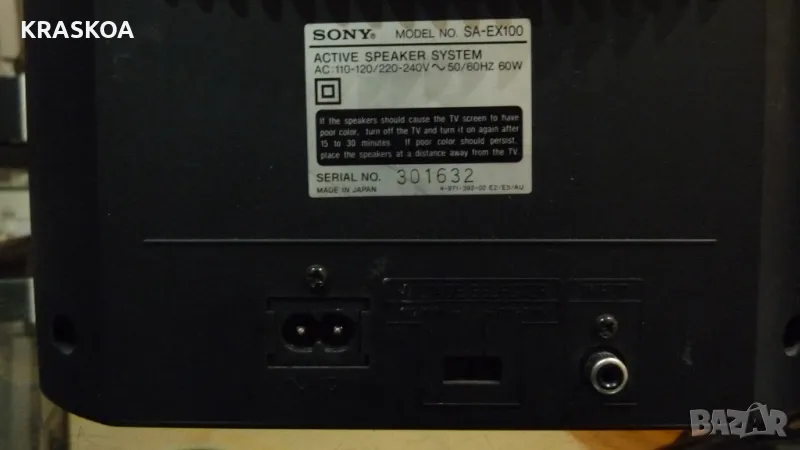 KRASKOA
SONY® MODEL NO. SA-EX100
ACTIVE SPEAKER SYSTEM
AC:110-120/220-240V ~ 50/60HZ 60W
If the speakers should cause the TV screen to have
poor color, turn off the TV and turn it on again after
15 to 30 minutes. If poor color should persist,
place the speakers at a distance away from the TV.
SERIAL NO. 301632
MADE IN JAPAN
VOLTAGE SELECTOR INPUT
BAZAR